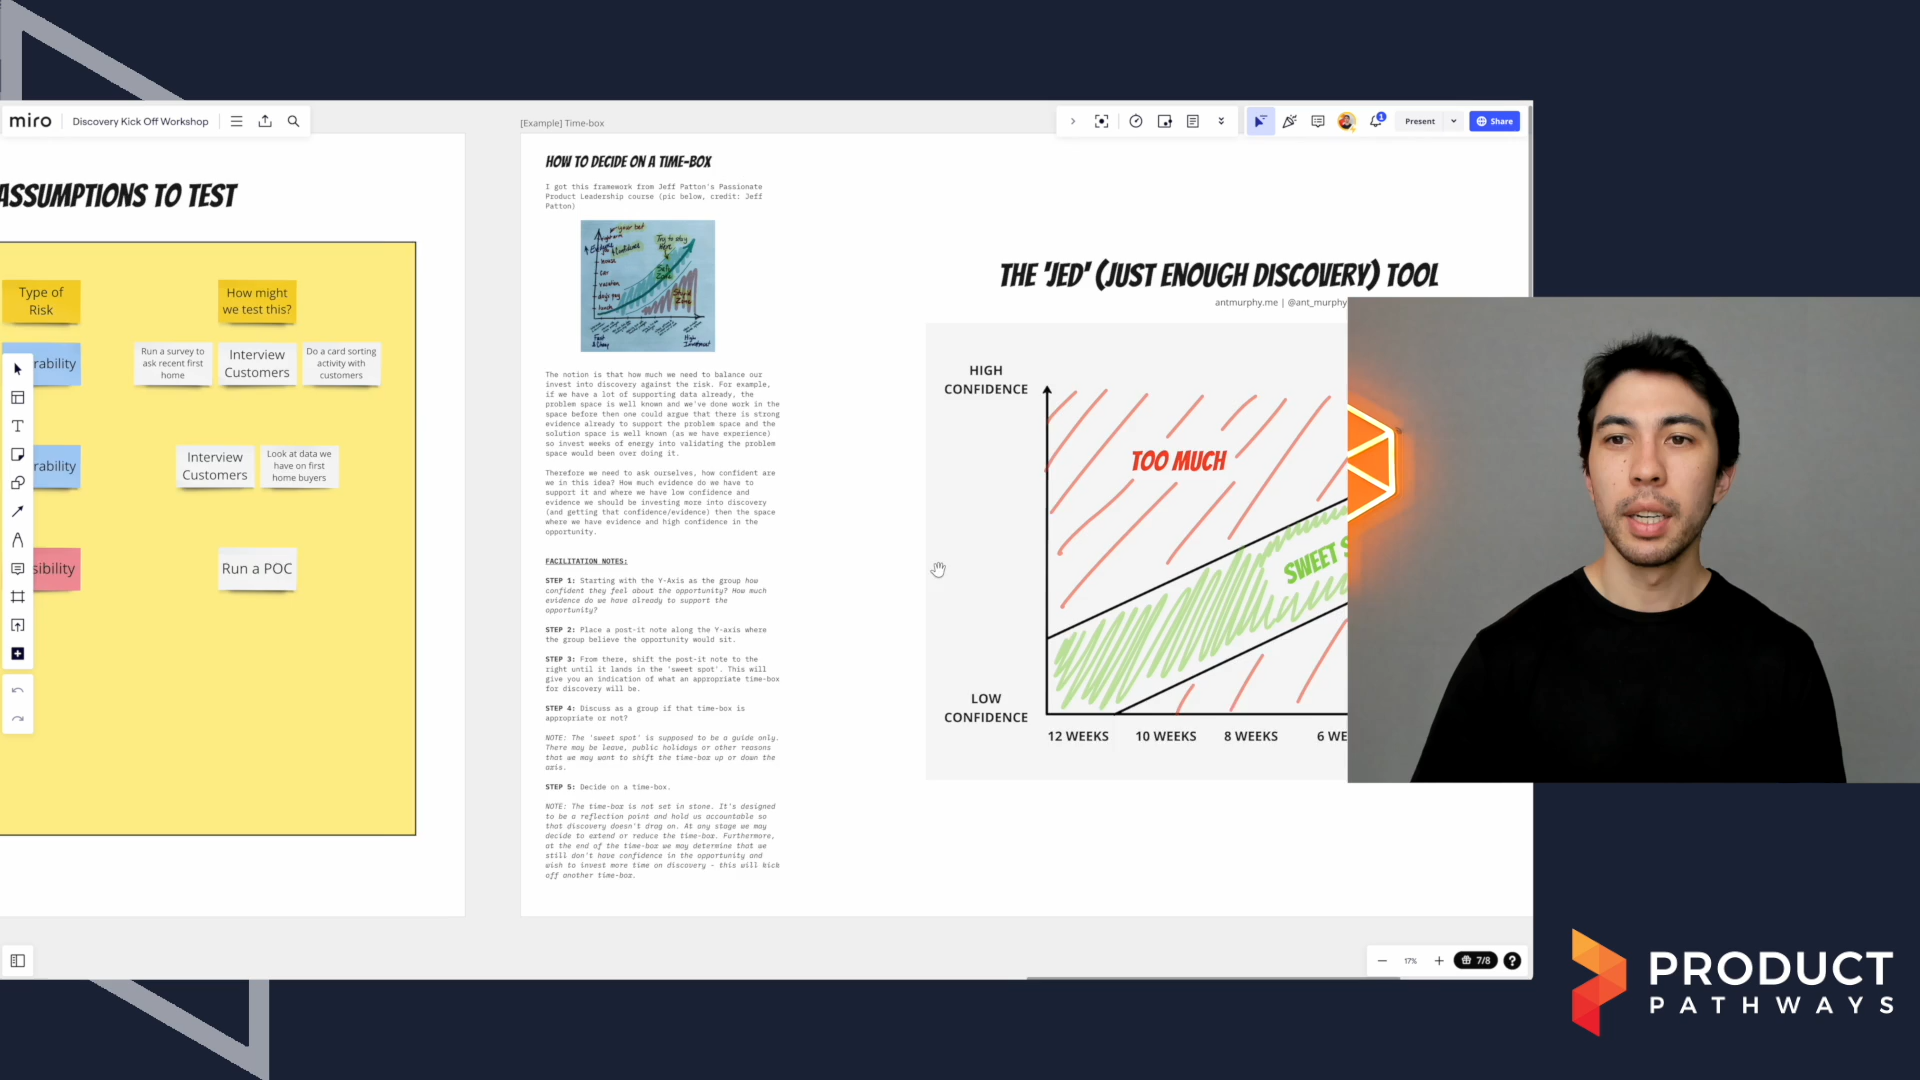 miro
Discovery Kick Off Workshop
[Example] Time-box
Present
Share
1
ASSUMPTIONS TO TEST
Type of
Risk
How might
we test this?
rability
Run a survey to
ask recent first
home
Interview
Customers
Do a card sorting
activity with
customers
rability
Interview
Customers
Look at data we
have on first
home buyers
sibility
Run a POC
HOW TO DECIDE ON A TIME-BOX
I got this framework from Jeff Patton's Passionate
Product Leadership course (pic below, credit: Jeff
Patton)
The notion is that how much we need to balance our
invest into discovery against the risk. For example,
if we have a lot of supporting data already, the
problem space is well known and we've done work in the
space before then one could argue that there is strong
evidence already to support the problem space and the
solution space is well known (as we have experience)
so invest weeks of energy into validating the problem
space would been over doing it.
Therefore we need to ask ourselves, how confident are
we in this idea? How much evidence do we have to
support it and where we have low confidence and
evidence we should be investing more into discovery
(and getting that confidence/evidence) then the space
where we have evidence and high confidence in the
opportunity.
FACILITATION NOTES:
STEP 1: Starting with the Y-Axis as the group how
confident they feel about the opportunity? How much
evidence do we have already to support the
opportunity?
STEP 2: Place a post-it note along the Y-axis where
the group believe the opportunity would sit.
STEP 3: From there, shift the post-it note to the
right until it lands in the 'sweet spot'. This will
give you an indication of what an appropriate time-box
for discovery will be.
STEP 4: Discuss as a group if that time-box is
appropriate or not?
NOTE: The 'sweet spot' is supposed to be a guide only.
There may be leave, public holidays or other reasons
that we may want to shift the time-box up or down the
axis.
STEP 5: Decide on a time-box.
NOTE: The time-box is not set in stone. It's designed
to be a reflection point and hold us accountable so
that discovery doesn't drag on. At any stage we may
decide to extend or reduce the time-box. Furthermore,
at the end of the time-box we may determine that we
still don't have confidence in the opportunity and
wish to invest more time on discovery - this will kick
off another time-box.
THE 'JED' (JUST ENOUGH DISCOVERY) TOOL
antmurphy.me | @ant_murphy
HIGH
CONFIDENCE
TOO MUCH
SWEET S
LOW
CONFIDENCE
12 WEEKS
10 WEEKS
8 WEEKS
6 WE
17%
7/8
PRODUCT
PATHWAYS